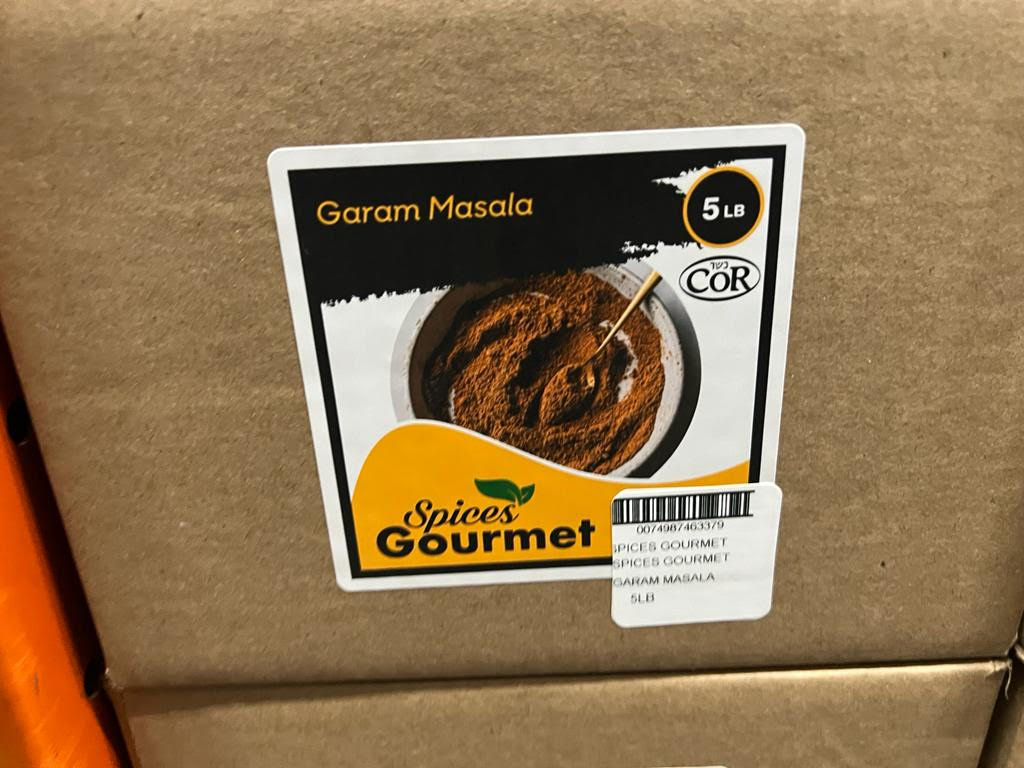 Garam Masala
5 LB
כשר
COR
Spices
Gourmet
0074987463379
SPICES GOURMET
SPICES GOURMET
GARAM MASALA
5LB